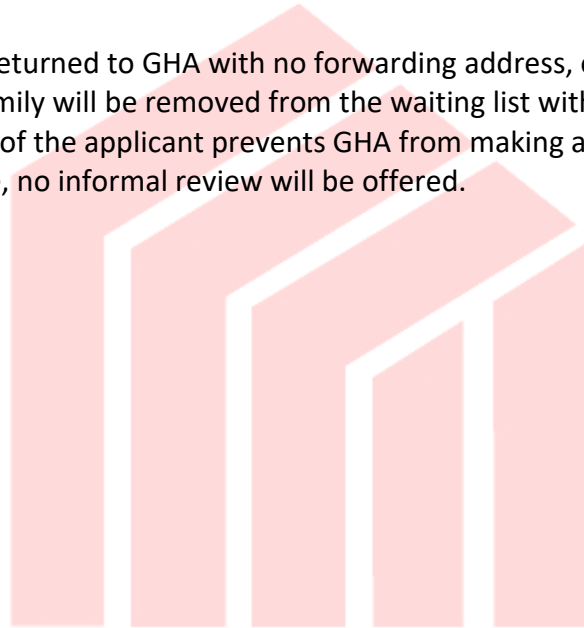 eturned to GHA with no forwarding address,
mily will be removed from the waiting list with
of the applicant prevents GHA from making a
, no informal review will be offered.